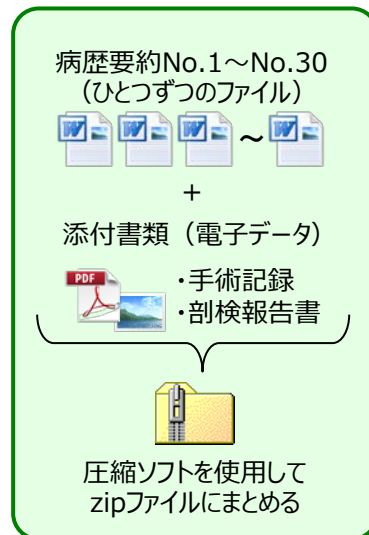 病歴要約No.1～No.30
（ひとつずつのファイル）
W W W ～ W
+
添付書類（電子データ）
PDF
・手術記録
・剖検報告書
圧縮ソフトを使用して
zipファイルにまとめる